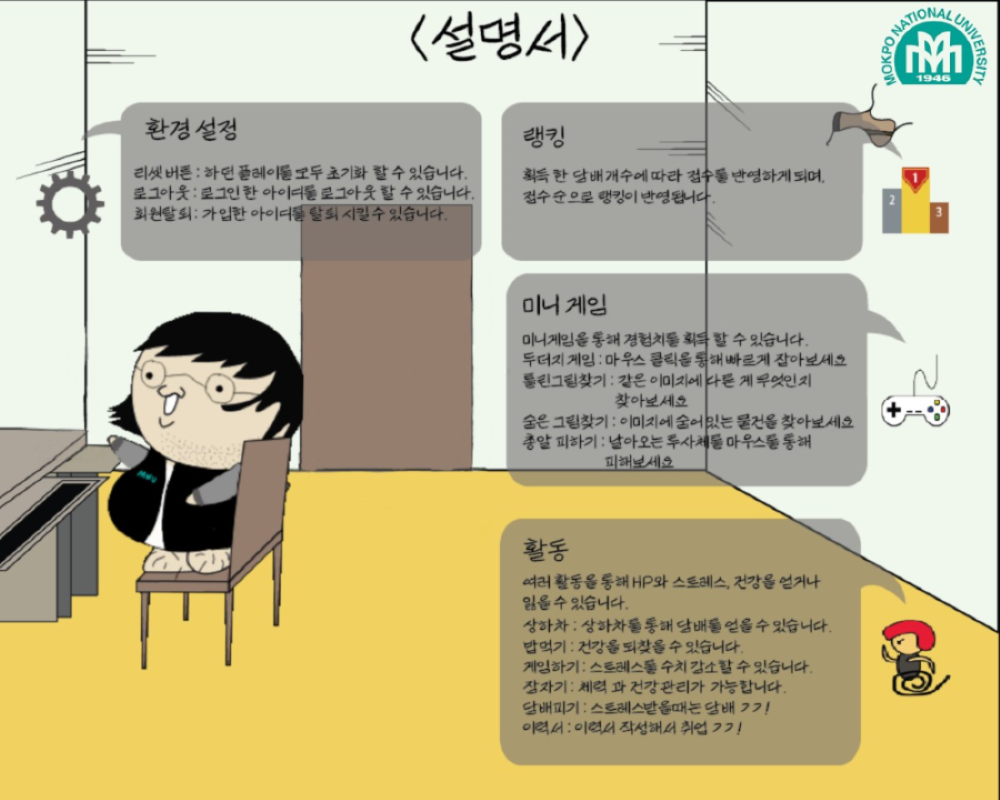 <설명서>
MOKPO NATIONAL UNIVERSITY
1946
환경 설정
리셋 버튼 : 하던 플레이를 모두 초기화 할 수 있습니다.
로그아웃 : 로그인 한 아이디를 로그아웃 할 수 있습니다.
회원탈퇴 : 가입한 아이디를 탈퇴 시킬수 있습니다.
랭킹
획득 한 담배 개수에 따라 점수를 반영하게 되며,
점수 순으로 랭킹이 반영됩니다.
1
2
3
미니 게임
미니게임을 통해 경험치를 획득 할 수 있습니다.
두더지 게임 : 마우스 클릭을 통해 빠르게 잡아보세요
틀린그림찾기 : 같은 이미지에 다른 게 무엇인지
찾아보세요
숨은 그림찾기 : 이미지에 숨어있는 물건을 찾아보세요
총알 피하기 : 날아오는 투사체를 마우스를 통해
피해보세요
MNU
활동
여러 활동을 통해 HP와 스트레스, 건강을 얻거나
잃을 수 있습니다.
상하차 : 상하차를 통해 담배를 얻을 수 있습니다.
밥먹기 : 건강을 되찾을 수 있습니다.
게임하기 : 스트레스를 수치 감소할 수 있습니다.
잠자기 : 체력 과 건강관리가 가능합니다.
담배피기 : 스트레스받을때는 담배 ㄱㄱ!
이력서 : 이력서 작성해서 취업 ㄱㄱ!